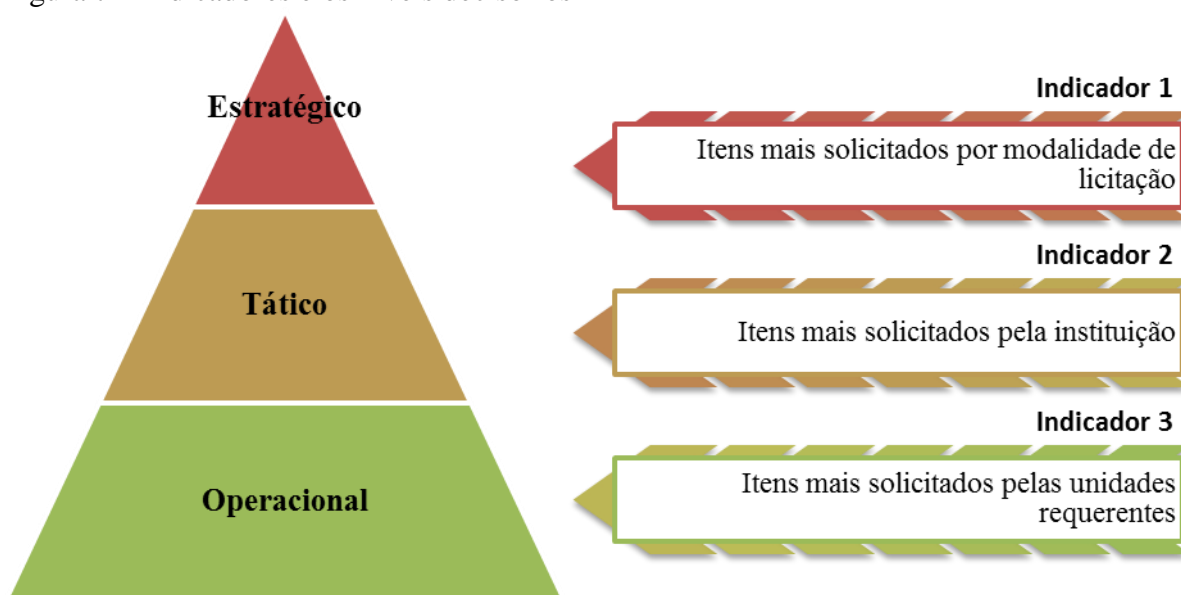 Estratégico
Tático
Operacional
Indicador 1
Itens mais solicitados por modalidade de
licitação
Indicador 2
Itens mais solicitados pela instituição
Indicador 3
Itens mais solicitados pelas unidades
requerentes